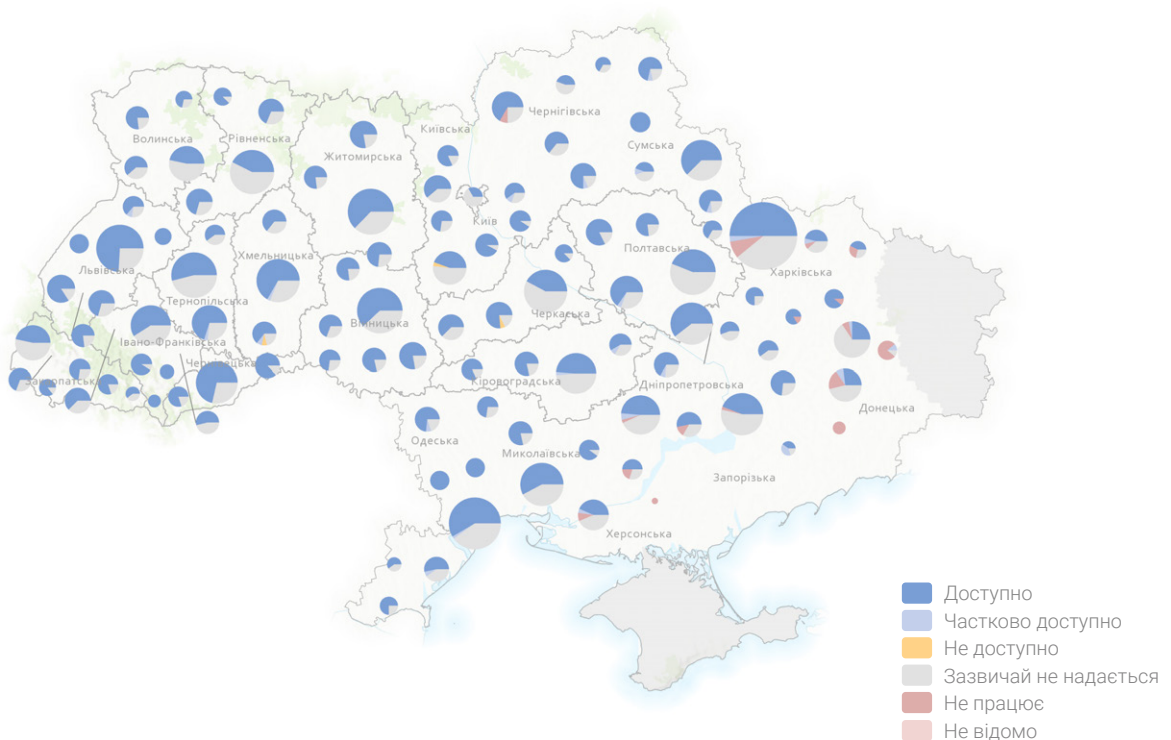 Чернігівська
Київська
Волинська
Рівненська
Сумська
Житомирська
Київ
Полтавська
Хмельницька
Львівська
Харківська
Тернопільська
Черкаська
Вінницька
Івано-Франківська
Чернівецька
Закарпатська
Кіровоградська
Дніпропетровська
Донецька
Одеська
Миколаївська
Запорізька
Херсонська
Доступно
Частково доступно
Не доступно
Зазвичай не надається
Не працює
Не відомо